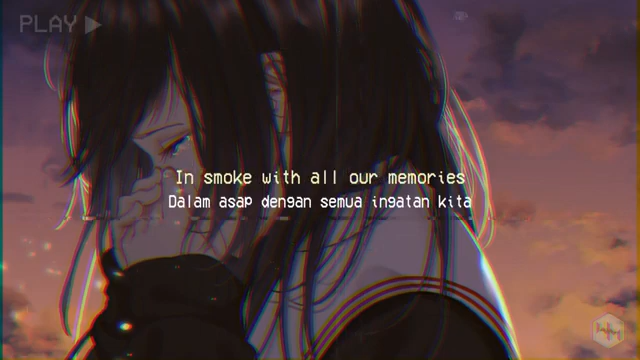 PLAY
In smoke with all our memories
Dalam asap dengan semua ingatan kita